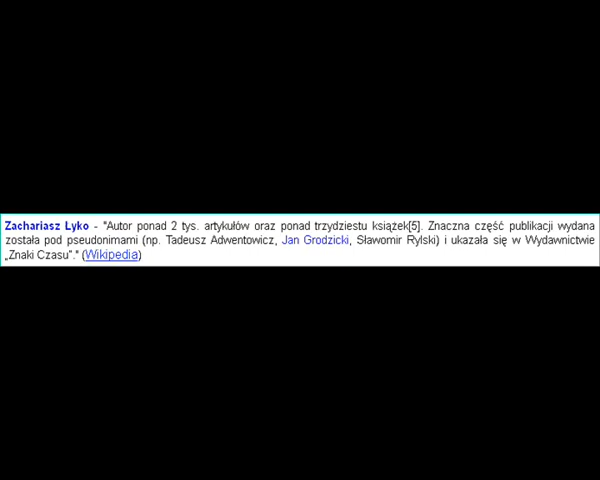 Zachariasz Lyko - "Autor ponad 2 tys. artykułów oraz ponad trzydziestu książek[5]. Znaczna część publikacji wydana
została pod pseudonimami (np. Tadeusz Adwentowicz, Jan Grodzicki, Sławomir Rylski) i ukazała się w Wydawnictwie
„Znaki Czasu”." (Wikipedia)